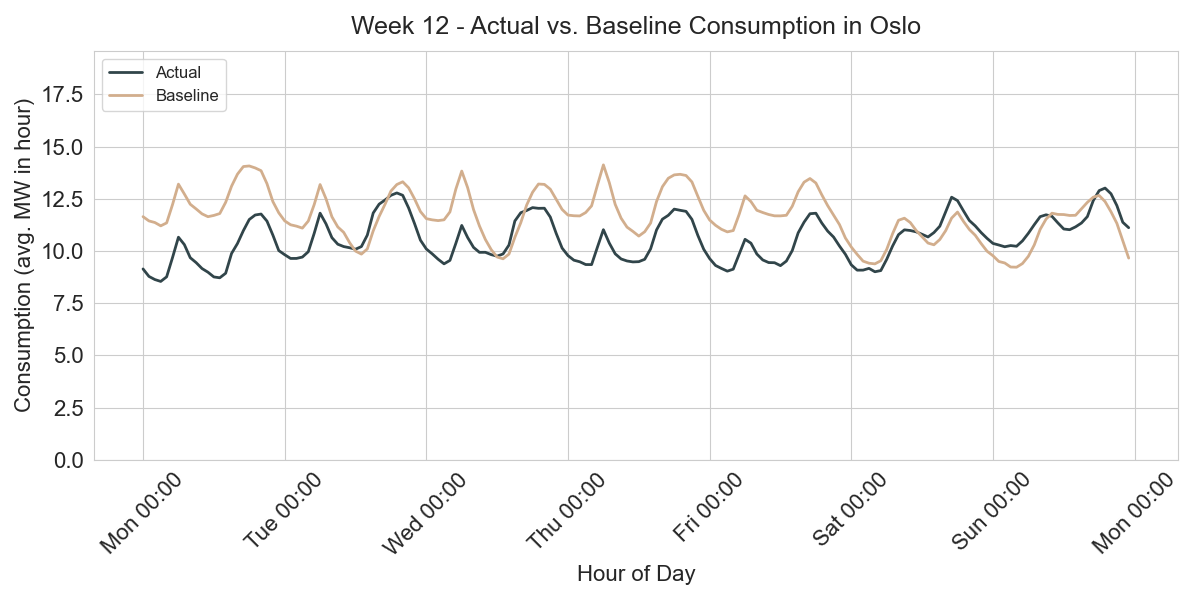 Week 12 - Actual vs. Baseline Consumption in Oslo
Actual
Baseline
Consumption (avg. MW in hour)
17.5
15.0
12.5
10.0
7.5
5.0
2.5
0.0
Mon 00:00
Tue 00:00
Wed 00:00
Thu 00:00
Fri 00:00
Sat 00:00
Sun 00:00
Mon 00:00
Hour of Day